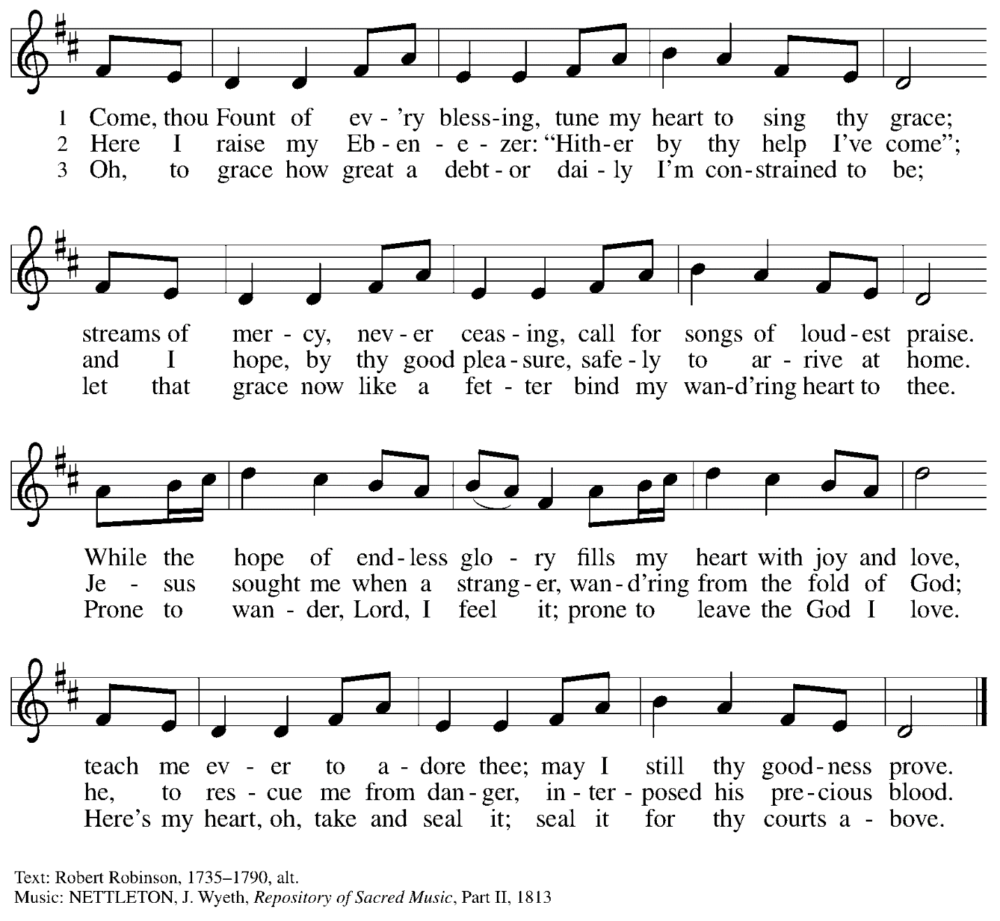 1 Come, thou Fount of ev - 'ry bless-ing, tune my heart to sing thy grace;
2 Here I raise my Eb - en - e - zer: “Hith-er by thy help I've come”;
3 Oh, to grace how great a debt - or dai - ly I'm con-strained to be;
streams of mer - cy, nev - er ceas - ing, call for songs of loud-est praise.
and I hope, by thy good plea-sure, safe-ly to ar - rive at home.
let that grace now like a fet - ter bind my wan-d'ring heart to thee.
While the hope of end-less glo - ry fills my heart with joy and love,
Je - sus sought me when a strang-er, wan-d'ring from the fold of God;
Prone to wan - der, Lord, I feel it; prone to leave the God I love.
teach me ev - er to a - dore thee; may I still thy good-ness prove.
he, to res - cue me from dan-ger, in - ter - posed his pre-cious blood.
Here's my heart, oh, take and seal it; seal it for thy courts a - bove.
Text: Robert Robinson, 1735–1790, alt.
Music: NETTLETON, J. Wyeth, Repository of Sacred Music, Part II, 1813